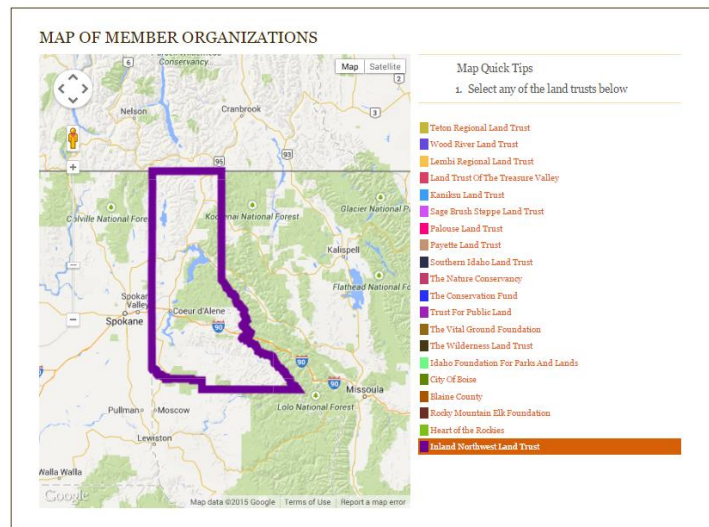 MAP OF MEMBER ORGANIZATIONS
Conservancy
6
Map
Satellite
2
3
Nelson
Cranbrook
95
93
Colville National Fore
Kootenai National Forest
Glacier National P
Kalispell
Flathead National Fo
Spokane
Valley
Spokane
Coeur d'Alene
90
90
90
Missoula
Lolo National Forest
Pullman
Moscow
Lewiston
Walla Walla
Google
Map data ©2015 Google
Terms of Use
Report a map error
Map Quick Tips
1. Select any of the land trusts below
Teton Regional Land Trust
Wood River Land Trust
Lemhi Regional Land Trust
Land Trust Of The Treasure Valley
Kaniksu Land Trust
Sage Brush Steppe Land Trust
Palouse Land Trust
Payette Land Trust
Southern Idaho Land Trust
The Nature Conservancy
The Conservation Fund
Trust For Public Land
The Vital Ground Foundation
The Wilderness Land Trust
Idaho Foundation For Parks And Lands
City Of Boise
Blaine County
Rocky Mountain Elk Foundation
Heart of the Rockies
Inland Northwest Land Trust